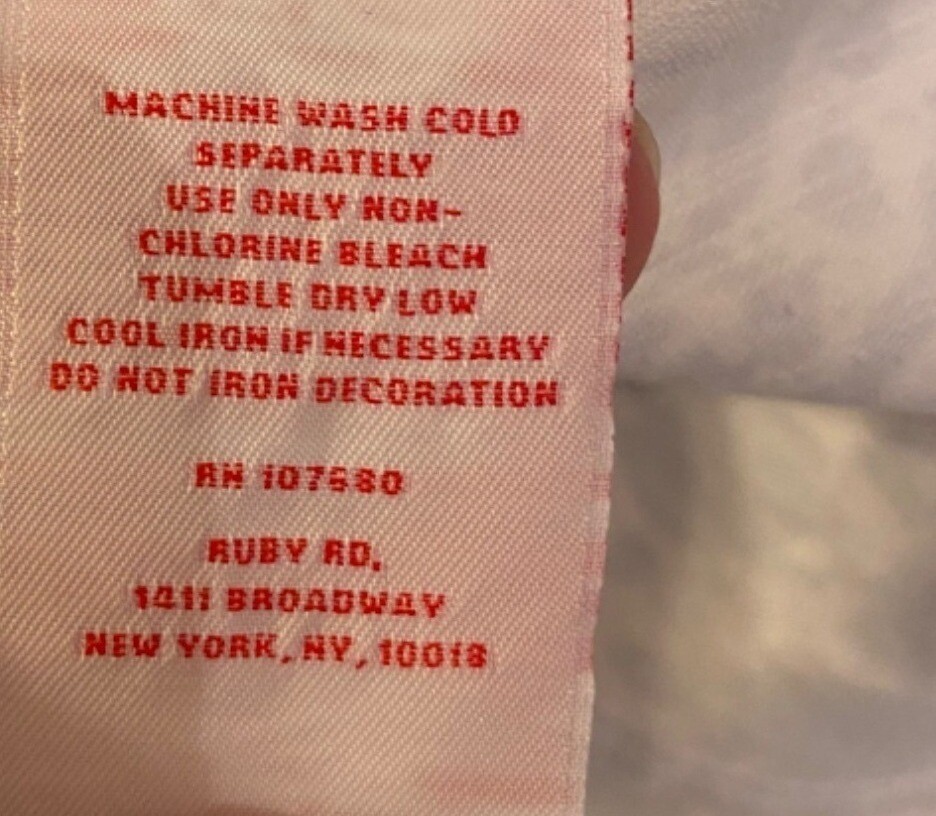 MACHINE WASH COLD
SEPARATELY
USE ONLY NON-
CHLORINE BLEACH
TUMBLE DRY LOW
COOL IRON IF NECESSARY
DO NOT IRON DECORATION
RN 107680
RUBY RD.
1411 BROADWAY
NEW YORK, NY, 10018